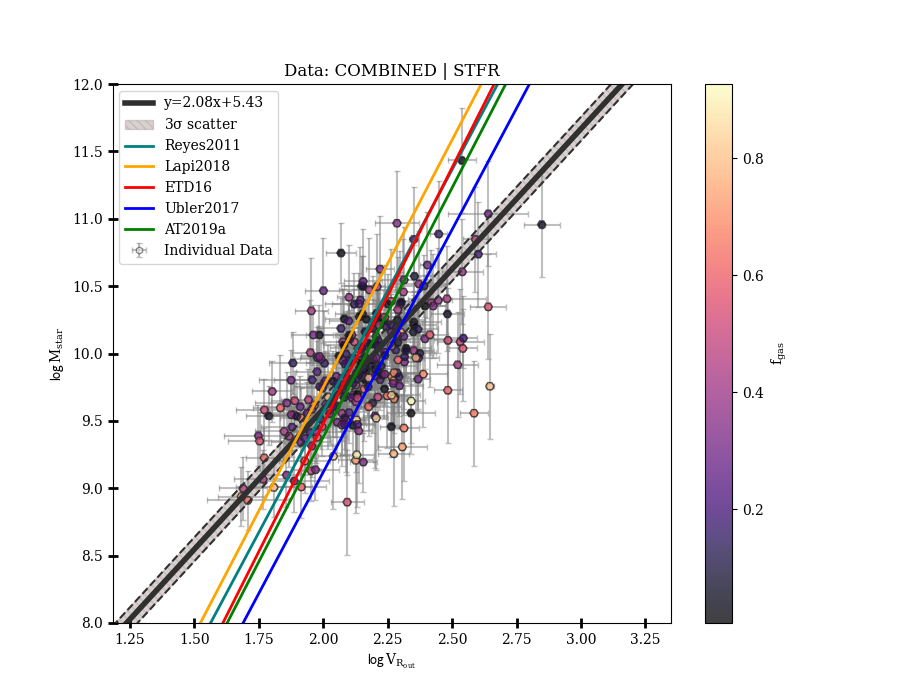 Data: COMBINED | STFR
12.0
11.5
11.0
10.5
10.0
9.5
9.0
8.5
8.0
log M_star
y=2.08x+5.43
3σ scatter
Reyes2011
Lapi2018
ETD16
Ubler2017
AT2019a
Individual Data
1.25 1.50 1.75 2.00 2.25 2.50 2.75 3.00 3.25
log V_R_out
0.8
0.6
0.4
0.2
f_gas